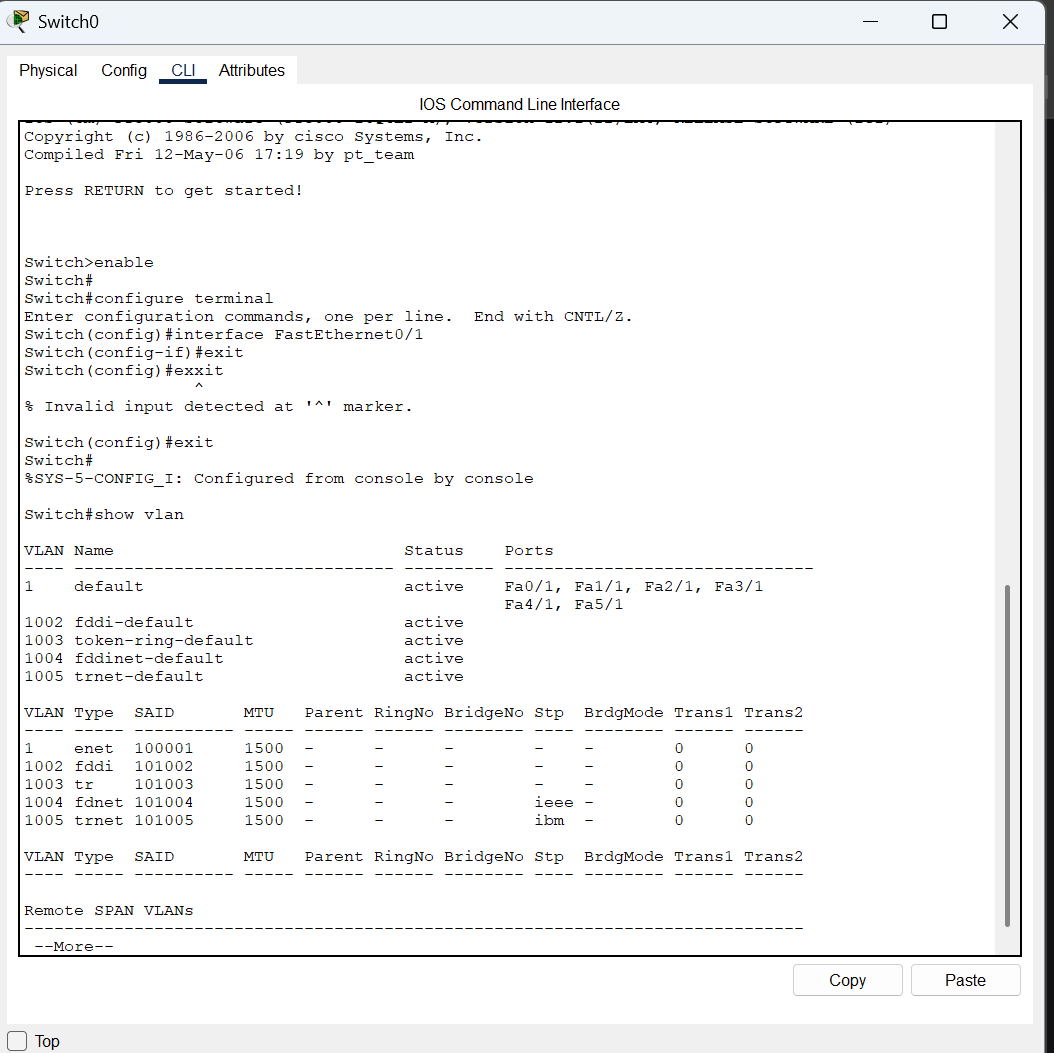 Switch0
Physical Config CLI Attributes
IOS Command Line Interface
Copyright (c) 1986-2006 by cisco Systems, Inc.
Compiled Fri 12-May-06 17:19 by pt_team
Press RETURN to get started!
Switch>enable
Switch#
Switch#configure terminal
Enter configuration commands, one per line.  End with CNTL/Z.
Switch(config)#interface FastEthernet0/1
Switch(config-if)#exit
Switch(config)#exxit
^
% Invalid input detected at '^' marker.
Switch(config)#exit
Switch#
%SYS-5-CONFIG_I: Configured from console by console
Switch#show vlan
VLAN Name                             Status    Ports
---- -------------------------------- --------- -------------------------------
1    default                          active    Fa0/1, Fa1/1, Fa2/1, Fa3/1
                                                Fa4/1, Fa5/1
1002 fddi-default                     active
1003 token-ring-default               active
1004 fddinet-default                  active
1005 trnet-default                    active
VLAN Type  SAID       MTU   Parent RingNo BridgeNo Stp  BrdgMode Trans1 Trans2
---- ----- ---------- ----- ------ ------ -------- ---- -------- ------ ------
1    enet  100001     1500  -      -      -        -    -        0      0
1002 fddi  101002     1500  -      -      -        -    -        0      0
1003 tr    101003     1500  -      -      -        -    -        0      0
1004 fdnet 101004     1500  -      -      -        ieee -        0      0
1005 trnet 101005     1500  -      -      -        ibm  -        0      0
VLAN Type  SAID       MTU   Parent RingNo BridgeNo Stp  BrdgMode Trans1 Trans2
---- ----- ---------- ----- ------ ------ -------- ---- -------- ------ ------
Remote SPAN VLANs
------------------------------------------------------------------------------
 --More--
Copy Paste
Top